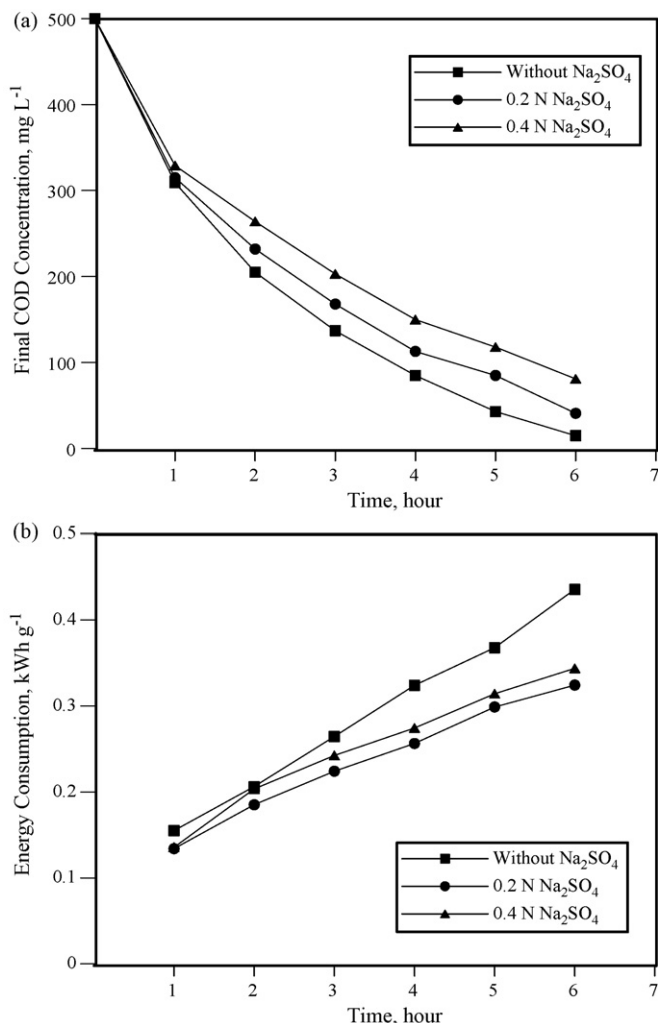 (a)
500
400
300
200
100
0
Final COD Concentration, mg L⁻¹
Without Na₂SO₄
0.2 N Na₂SO₄
0.4 N Na₂SO₄
1 2 3 4 5 6 7
Time, hour
(b)
0.5
0.4
0.3
0.2
0.1
0
Energy Consumption, kWh g⁻¹
Without Na₂SO₄
0.2 N Na₂SO₄
0.4 N Na₂SO₄
1 2 3 4 5 6 7
Time, hour